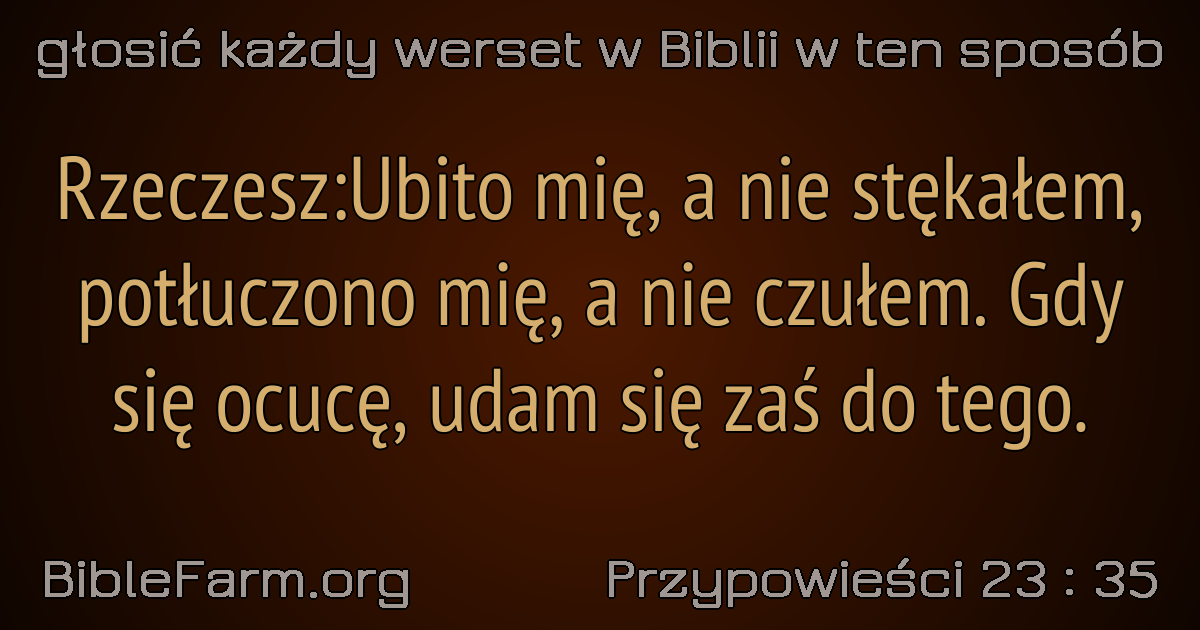 głosić każdy werset w Biblii w ten sposób
Rzeczesz:Ubito mię, a nie stękałem,
potłuczono mię, a nie czułem. Gdy
się ocucę, udam się zaś do tego.
BibleFarm.org
Przypowieści 23 : 35